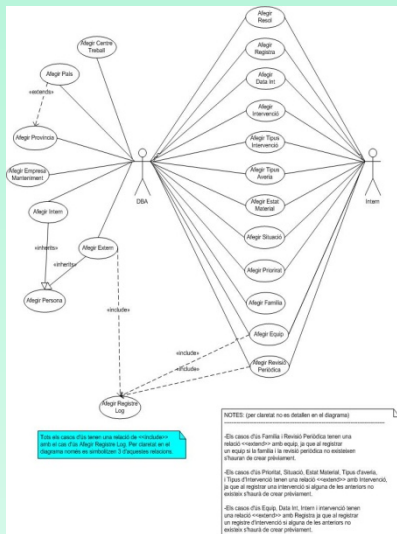 Afegir
Resol
Afegir Centre
Treball
Afegir
Registra
Afegir País
Afegir
Data Int
«extends»
Afegir
Intervenció
Afegir Província
Afegir Tipus
Intervenció
Afegir Empresa
Manteniment
DBA
Intern
Afegir Tipus
Averia
Afegir Intern
Afegir Estat
Material
Afegir Extern
Afegir Situació
«inherits»
«inherits»
Afegir Prioritat
Afegir Persona
Afegir Família
«include»
Afegir Equip
«include»
Afegir Revisió
Periòdica
«include»
Afegir Registre
Log
Tots els casos d'ús tenen una relació de <<include>>
amb el cas d'ús Afegir Registre Log. Per claretat en el
diagrama només es simbolitzen 3 d'aquestes relacions.
NOTES: (per claretat no es detallen en el diagrama)
-Els casos d'ús Família i Revisió Periòdica tenen una
relació <<extend>> amb equip, ja que al registrar
un equip si la família i la revisió periòdica no existeixen
s'hauran de crear prèviament.
-Els casos d'ús Prioritat, Situació, Estat Material, Tipus d'averia,
i Tipus d'Intervenció tenen una relació <<extend>> amb Intervenció,
ja que al registrar una intervenció si alguna de les anteriors no
existeix s'haurà de crear prèviament.
-Els casos d'ús Equip, Data Int, Intern i intervenció tenen
una relació <<extend>> amb Registra ja que al registrar
un registre d'intervenció si alguna de les anteriors no
existeix s'haurà de crear prèviament.